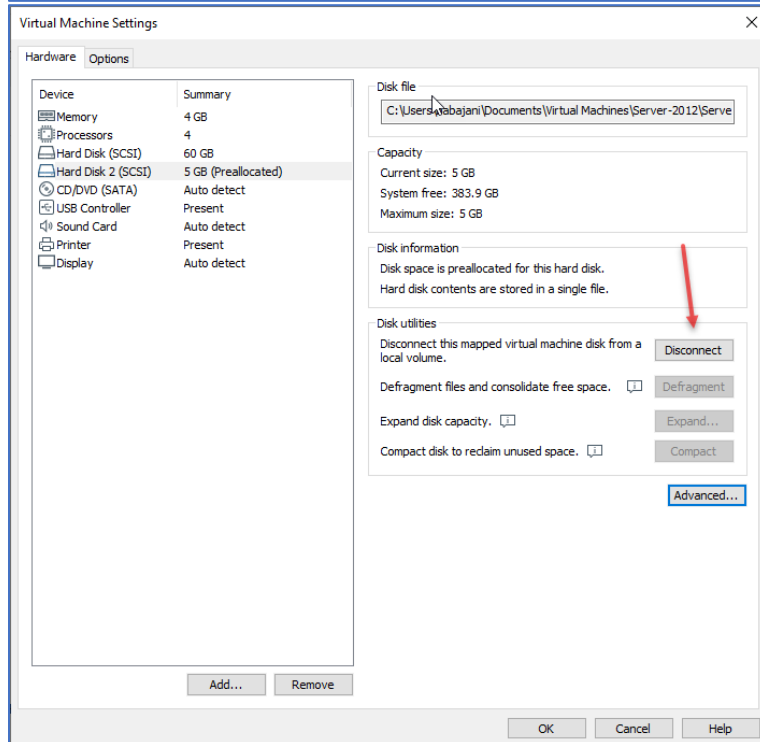 Virtual Machine Settings
Hardware Options
Device Summary
Memory 4 GB
Processors 4
Hard Disk (SCSI) 60 GB
Hard Disk 2 (SCSI) 5 GB (Preallocated)
CD/DVD (SATA) Auto detect
USB Controller Present
Sound Card Auto detect
Printer Present
Display Auto detect
Add... Remove
Disk file
C:\Users\ babajani\Documents\Virtual Machines\Server-2012\Serve
Capacity
Current size: 5 GB
System free: 383.9 GB
Maximum size: 5 GB
Disk information
Disk space is preallocated for this hard disk.
Hard disk contents are stored in a single file.
Disk utilities
Disconnect this mapped virtual machine disk from a
local volume.
Disconnect
Defragment files and consolidate free space. Defragment
Expand disk capacity. Expand...
Compact disk to reclaim unused space. Compact
Advanced...
OK Cancel Help